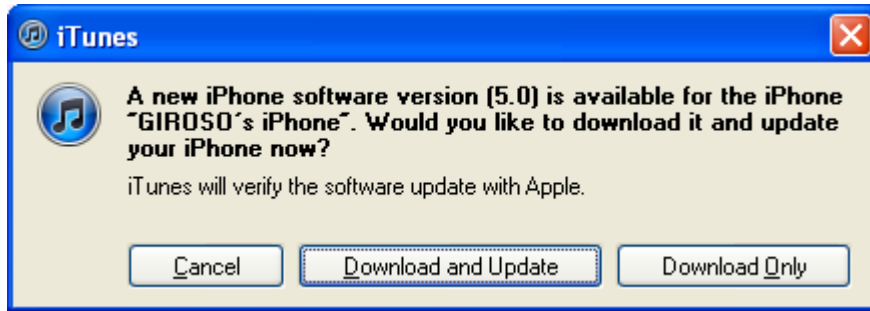 iTunes
A new iPhone software version (5.0) is available for the iPhone
"GIROSO´s iPhone". Would you like to download it and update
your iPhone now?
iTunes will verify the software update with Apple.
Cancel Download and Update Download Only